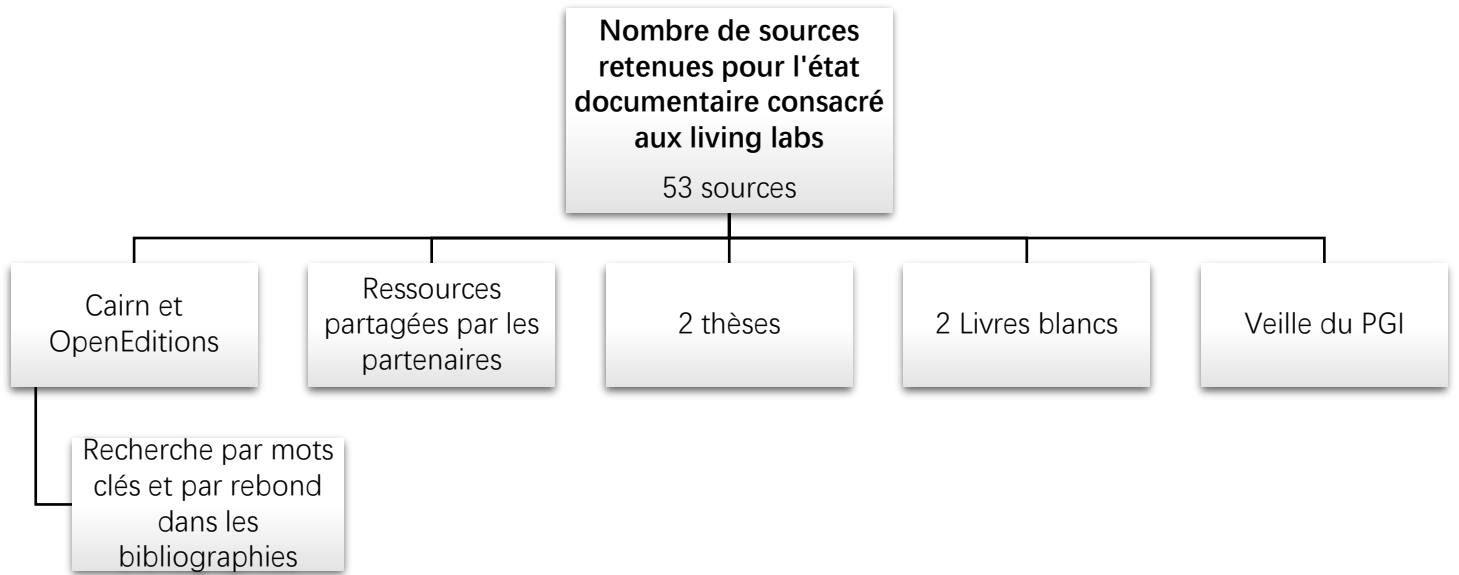 Nombre de sources
retenues pour l'état
documentaire consacré
aux living labs
53 sources
Cairn et
OpenEditions
Ressources
partagées par les
partenaires
2 thèses
2 Livres blancs
Veille du PGI
Recherche par mots
clés et par rebond
dans les
bibliographies